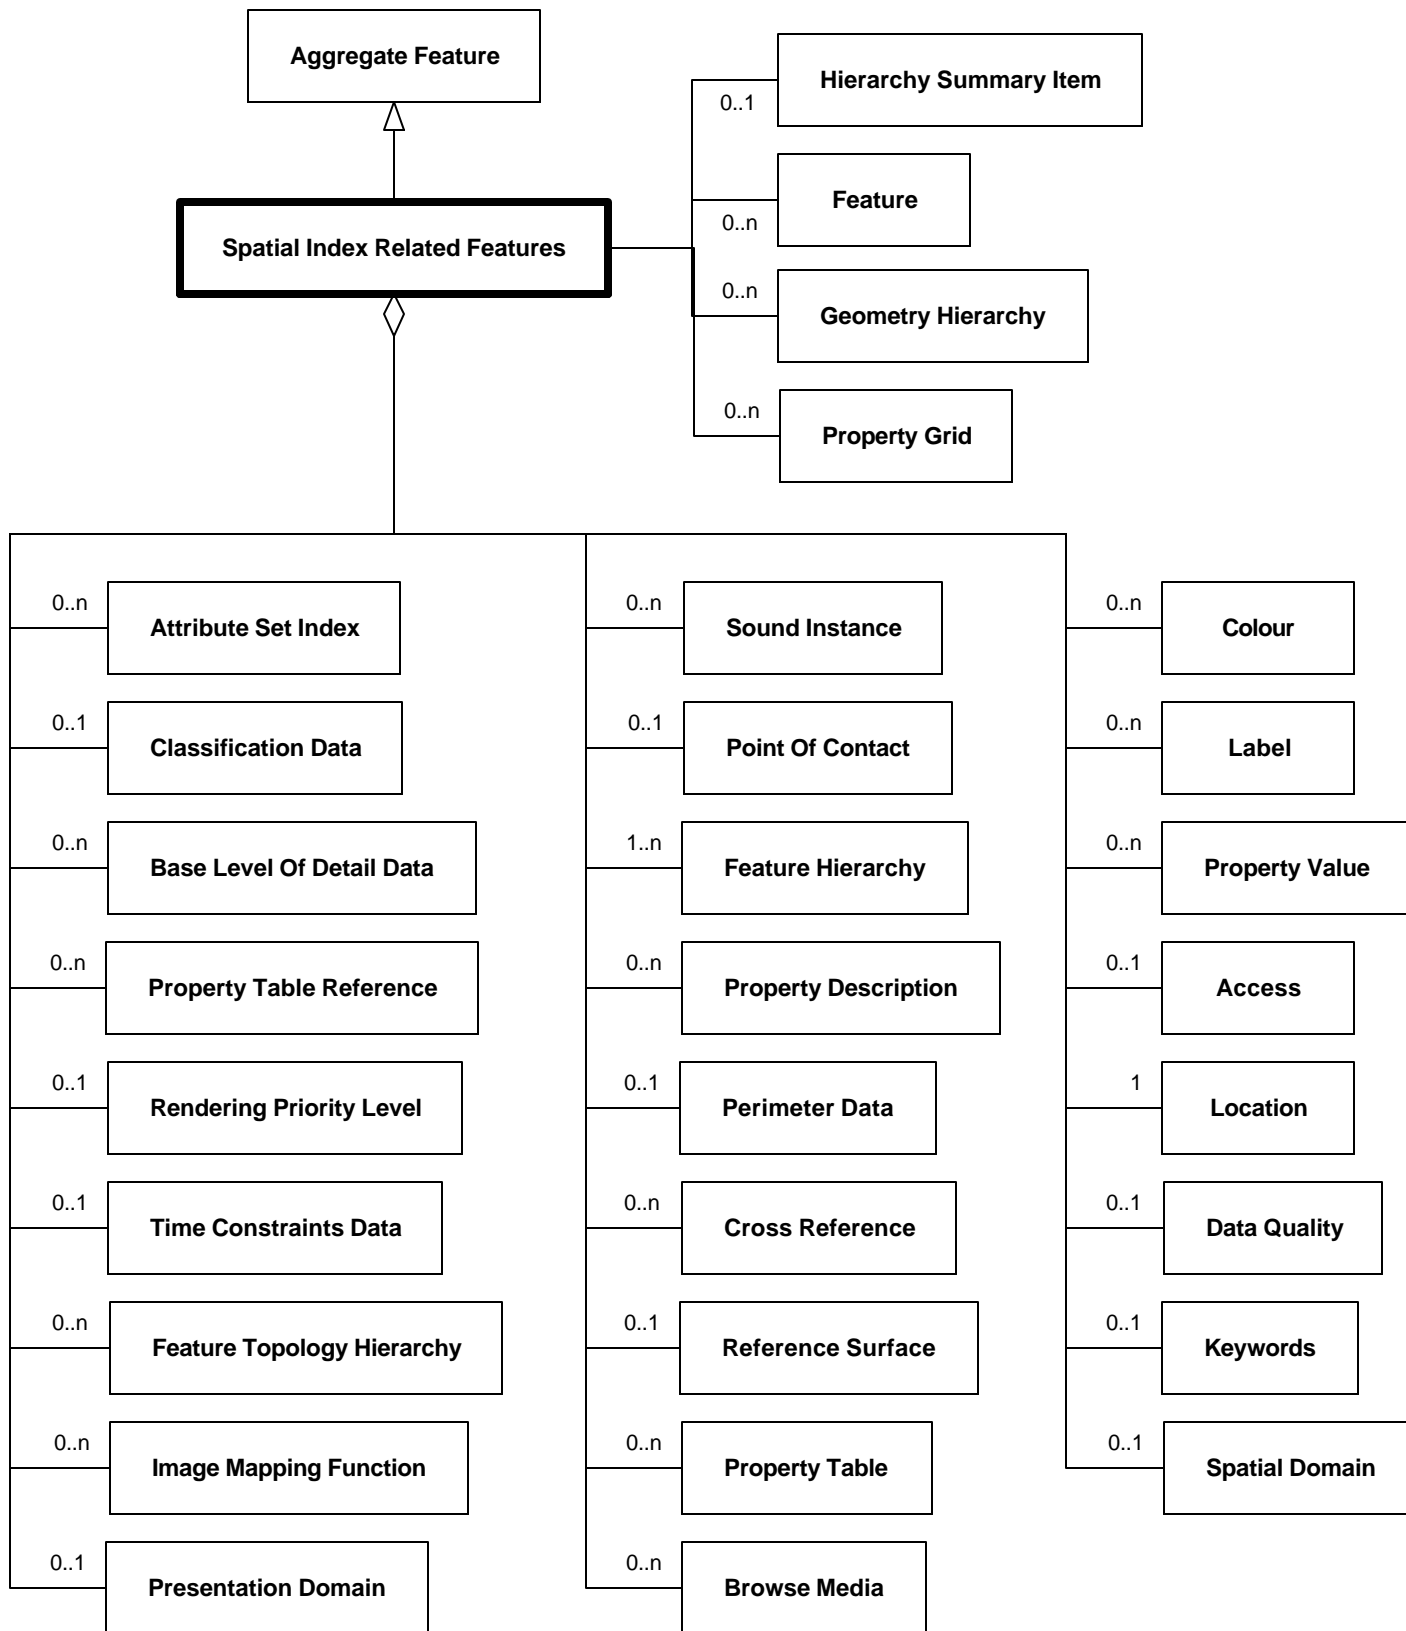 Aggregate Feature
Hierarchy Summary Item
0..1
Feature
0..n
Spatial Index Related Features
0..n
Geometry Hierarchy
0..n
Property Grid
0..n
Attribute Set Index
0..n
Sound Instance
0..n
Colour
0..1
Classification Data
0..1
Point Of Contact
0..n
Label
0..n
Base Level Of Detail Data
1..n
Feature Hierarchy
0..n
Property Value
0..n
Property Table Reference
0..n
Property Description
0..1
Access
0..1
Rendering Priority Level
0..1
Perimeter Data
1
Location
0..1
Time Constraints Data
0..n
Cross Reference
0..1
Data Quality
0..n
Feature Topology Hierarchy
0..1
Reference Surface
0..1
Keywords
0..n
Image Mapping Function
0..n
Property Table
0..1
Spatial Domain
0..1
Presentation Domain
0..n
Browse Media